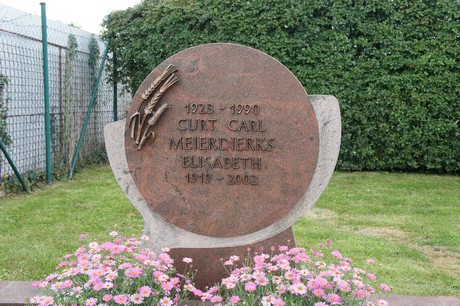 1923 - 1990
CURT CARL
MEIERDIERKS
ELISABETH
1919 - 2002